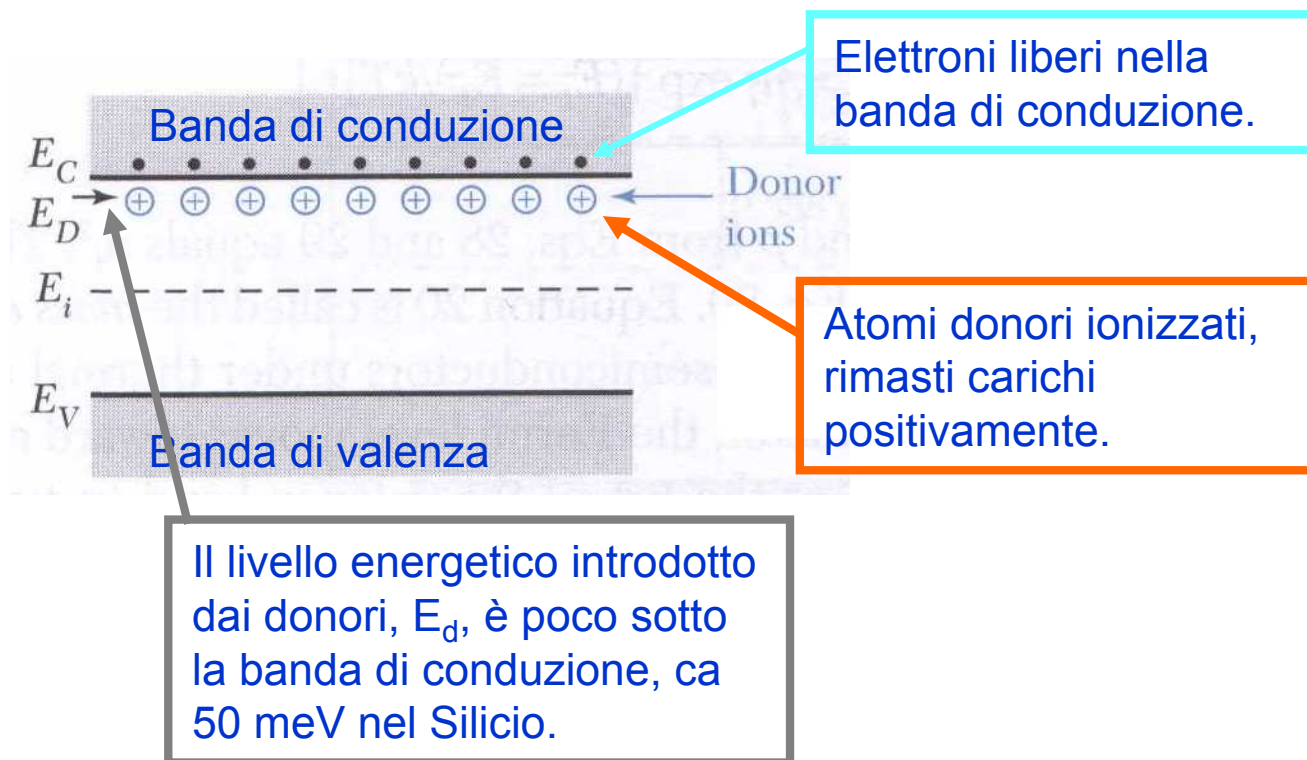 Elettroni liberi nella
banda di conduzione.
Banda di conduzione
E_C
E_D
Donor
ions
E_i
Atomi donori ionizzati,
rimasti carichi
positivamente.
E_V
Banda di valenza
Il livello energetico introdotto
dai donori, E_d, è poco sotto
la banda di conduzione, ca
50 meV nel Silicio.